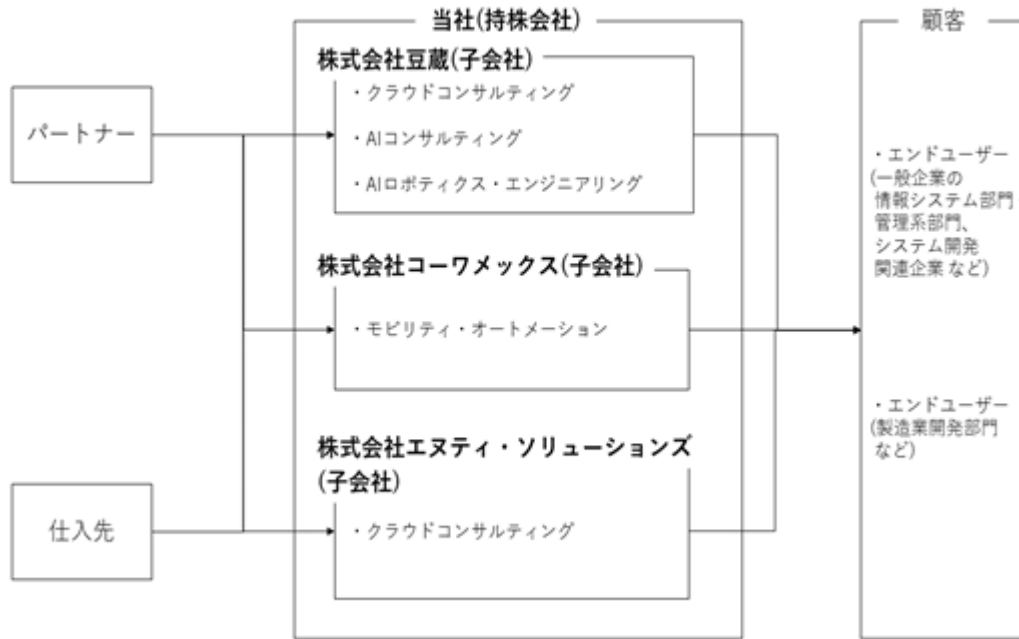 当社(持株会社)
顧客
株式会社豆蔵(子会社)
・クラウドコンサルティング
・AIコンサルティング
・AIロボティクス・エンジニアリング
パートナー
株式会社コーワメックス(子会社)
・モビリティ・オートメーション
株式会社エヌティ・ソリューションズ
(子会社)
・クラウドコンサルティング
仕入先
・エンドユーザー
(一般企業の
情報システム部門
管理系部門、
システム開発
関連企業 など)
・エンドユーザー
(製造業開発部門
など)